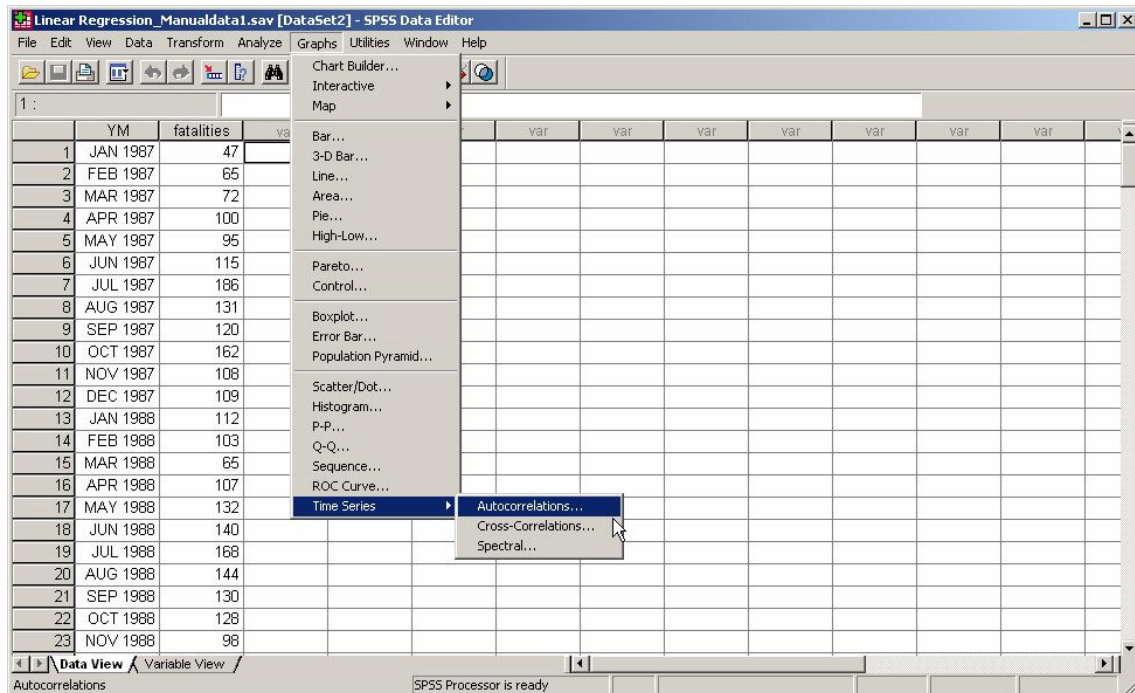 Linear Regression_Manualdata1.sav [DataSet2] - SPSS Data Editor
File Edit View Data Transform Analyze Graphs Utilities Window Help
1 :
YM fatalities var var var var var var var
1 JAN 1987 47
2 FEB 1987 65
3 MAR 1987 72
4 APR 1987 100
5 MAY 1987 95
6 JUN 1987 115
7 JUL 1987 186
8 AUG 1987 131
9 SEP 1987 120
10 OCT 1987 162
11 NOV 1987 108
12 DEC 1987 109
13 JAN 1988 112
14 FEB 1988 103
15 MAR 1988 65
16 APR 1988 107
17 MAY 1988 132
18 JUN 1988 140
19 JUL 1988 168
20 AUG 1988 144
21 SEP 1988 130
22 OCT 1988 128
23 NOV 1988 98
Chart Builder...
Interactive
Map
Bar...
3-D Bar...
Line...
Area...
Pie...
High-Low...
Pareto...
Control...
Boxplot...
Error Bar...
Population Pyramid...
Scatter/Dot...
Histogram...
P-P...
Q-Q...
Sequence...
ROC Curve...
Time Series
Autocorrelations...
Cross-Correlations...
Spectral...
Data View Variable View
Autocorrelations SPSS Processor is ready